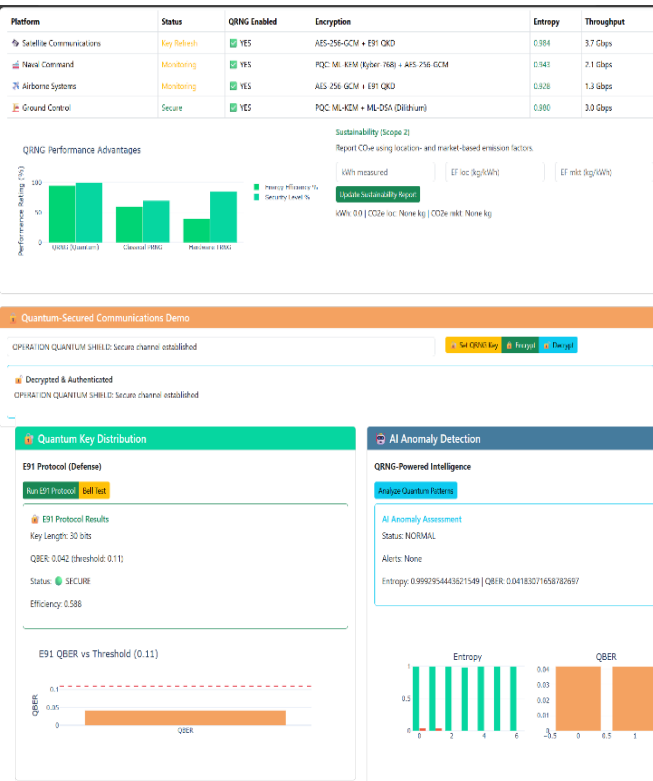 Platform Status QRNG Enabled Encryption Entropy Throughput
Satellite Communications Key Refresh YES AES-256-GCM + E91 QKD 0.984 3.7 Gbps
Naval Command Monitoring YES PQC: ML-KEM (Kyber-768) + AES-256-GCM 0.943 2.1 Gbps
Airborne Systems Monitoring YES AES-256-GCM + E91 QKD 0.928 1.3 Gbps
Ground Control Secure YES PQC: ML-KEM + ML-DSA (Dilithium) 0.980 3.0 Gbps
QRNG Performance Advantages
Performance Rating (%)
100
50
0
QRNG (Quantum) Classical PRNG Hardware TRNG
Energy Efficiency %
Security Level %
Sustainability (Scope 2)
Report CO₂e using location- and market-based emission factors.
kWh measured EF loc (kg/kWh) EF mkt (kg/kWh)
Update Sustainability Report
kWh: 0.0 | CO2e loc: None kg | CO2e mkt: None kg
Quantum-Secured Communications Demo
OPERATION QUANTUM SHIELD: Secure channel established
Set QRNG Key Encrypt Decrypt
Decrypted & Authenticated
OPERATION QUANTUM SHIELD: Secure channel established
Quantum Key Distribution
E91 Protocol (Defense)
Run E91 Protocol Bell Test
E91 Protocol Results
Key Length: 30 bits
QBER: 0.042 (threshold: 0.11)
Status: SECURE
Efficiency: 0.588
E91 QBER vs Threshold (0.11)
QBER
0.1
0
QBER
AI Anomaly Detection
QRNG-Powered Intelligence
Analyze Quantum Patterns
AI Anomaly Assessment
Status: NORMAL
Alerts: None
Entropy: 0.9992954443621549 | QBER: 0.04183071658782697
Entropy
1
0.5
0
0 2 4 6
QBER
0.04
0.03
0.02
0.01
0
-0.5 0 0.5 1